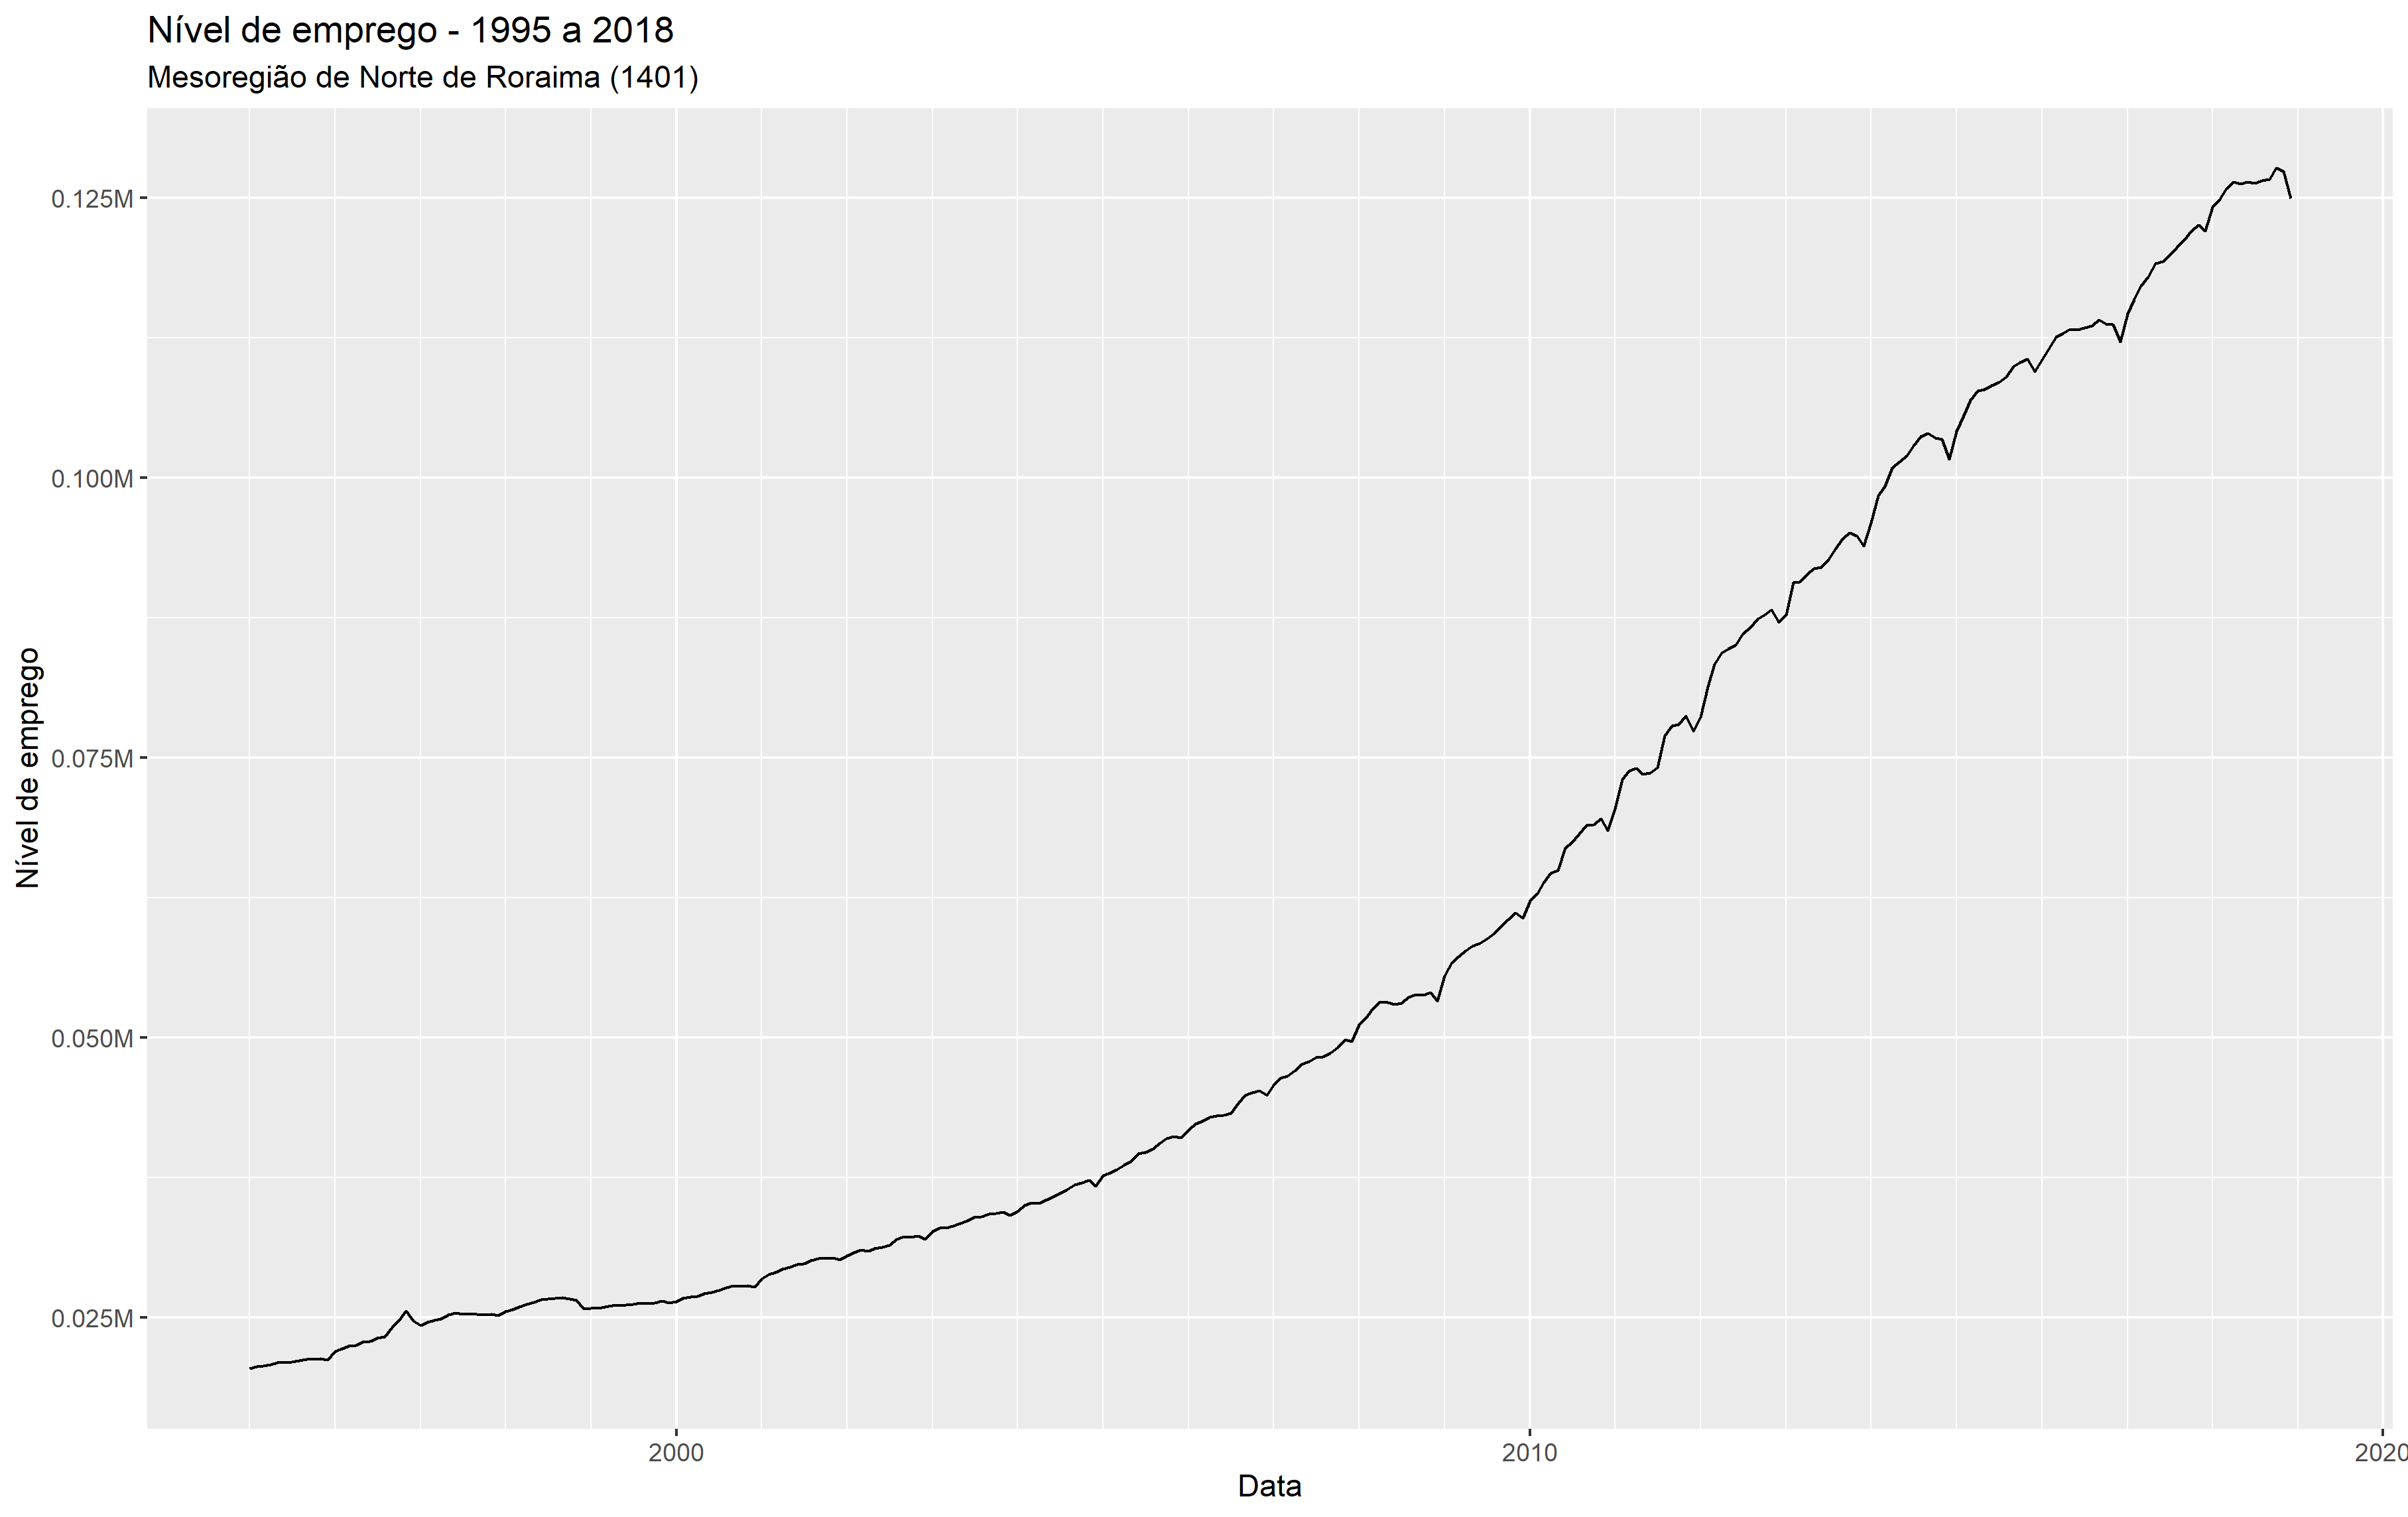 Nível de emprego - 1995 a 2018
Mesoregião de Norte de Roraima (1401)
Nível de emprego
0.125M
0.100M
0.075M
0.050M
0.025M
2000
2010
2020
Data